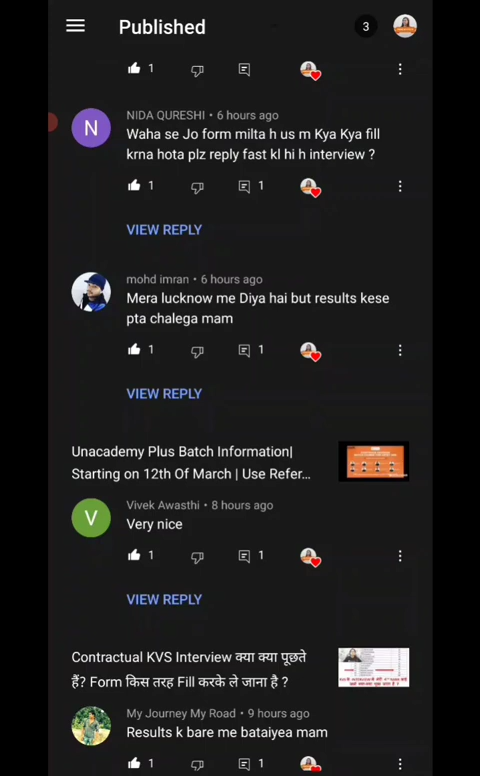 Published
3
1
NIDA QURESHI • 6 hours ago
Waha se Jo form milta h us m Kya Kya fill
krna hota plz reply fast kl hi h interview ?
N
1
1
VIEW REPLY
mohd imran • 6 hours ago
Mera lucknow me Diya hai but results kese
pta chalega mam
1
1
VIEW REPLY
Unacademy Plus Batch Information|
Starting on 12th Of March | Use Refer...
Vivek Awasthi • 8 hours ago
V
Very nice
1
1
VIEW REPLY
Contractual KVS Interview क्या क्या पूछते
हैं? Form किस तरह Fill करके ले जाना है ?
My Journey My Road • 9 hours ago
Results k bare me bataiyea mam
1
1